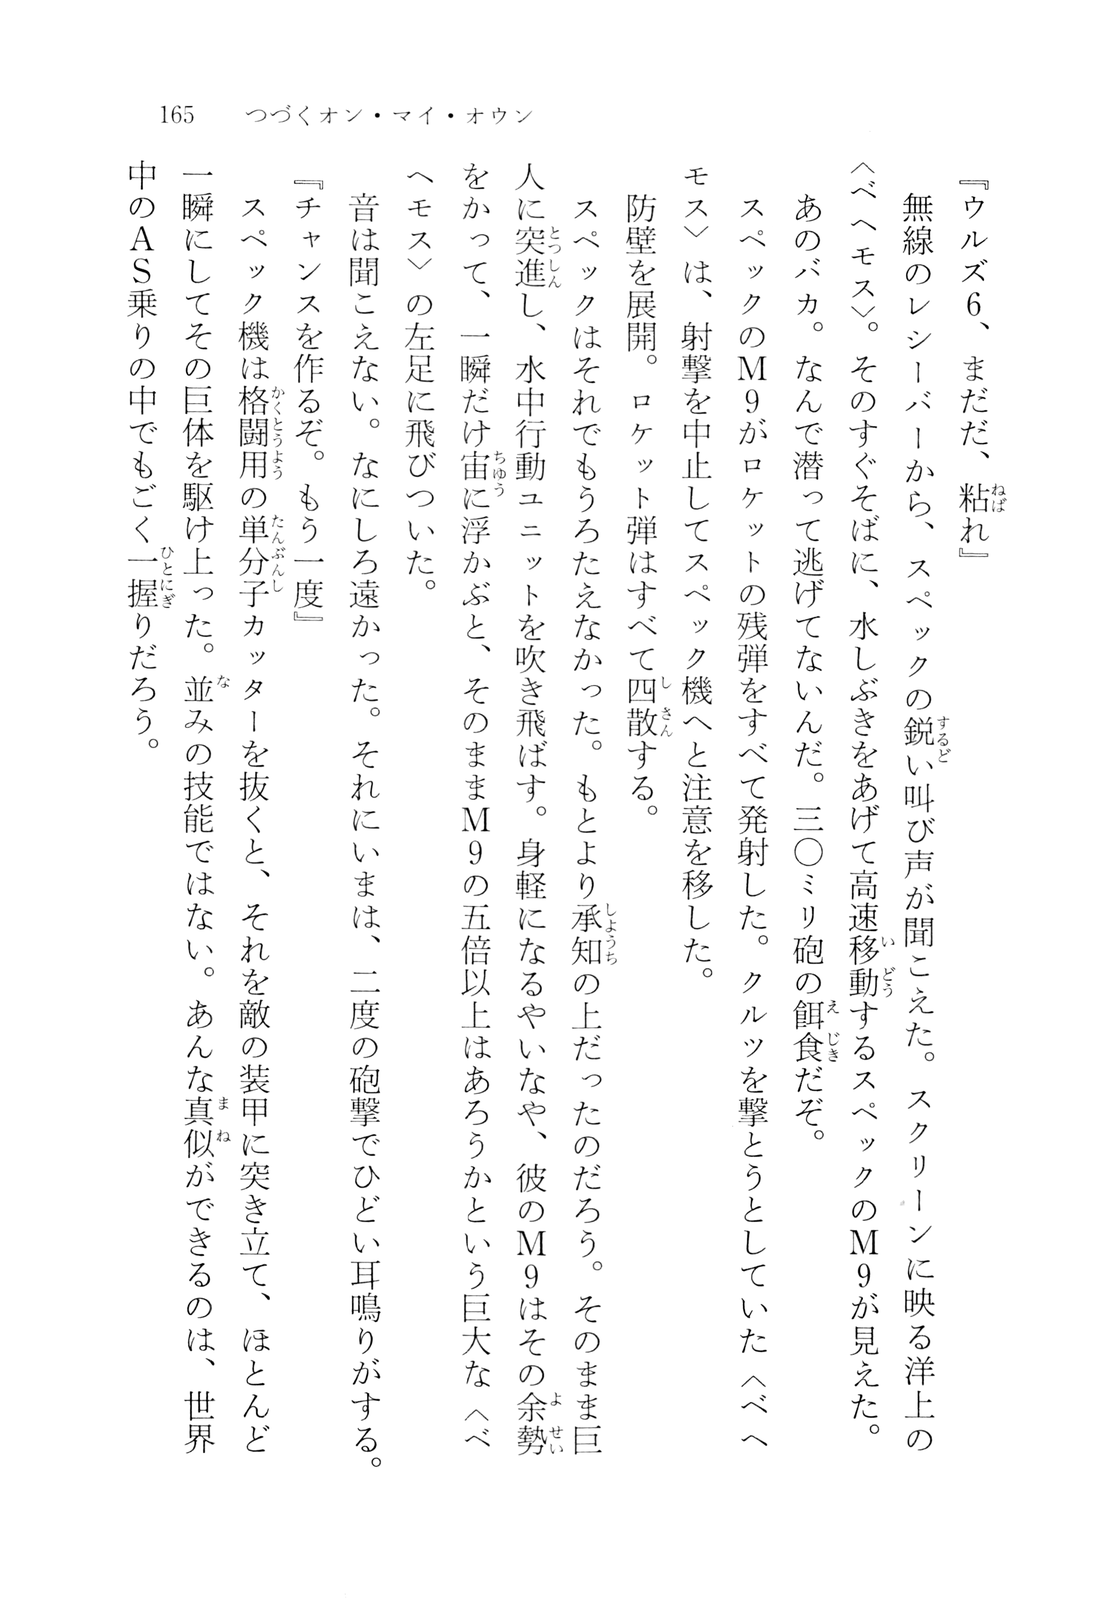 165　つづくオン・マイ・オウン
『ウルズ6、まだだ、粘れ』
　無線のレシーバーから、スペックの鋭い叫び声が聞こえた。スクリーンに映る洋上の
〈ベヘモス〉。そのすぐそばに、水しぶきをあげて高速移動するスペックのM9が見えた。
　あのバカ。なんで潜って逃げてないんだ。三〇ミリ砲の餌食だぞ。
　スペックのM9がロケットの残弾をすべて発射した。クルツを撃とうとしていた〈ベヘ
モス〉は、射撃を中止してスペック機へと注意を移した。
　防壁を展開。ロケット弾はすべて四散する。
　スペックはそれでもうろたえなかった。もとより承知の上だったのだろう。そのまま巨
人に突進し、水中行動ユニットを吹き飛ばす。身軽になるやいなや、彼のM9はその余勢
をかって、一瞬だけ宙に浮かぶと、そのままM9の五倍以上はあろうかという巨大な〈ベ
ヘモス〉の左足に飛びついた。
　音は聞こえない。なにしろ遠かった。それにいまは、二度の砲撃でひどい耳鳴りがする。
『チャンスを作るぞ。もう一度』
　スペック機は格闘用の単分子カッターを抜くと、それを敵の装甲に突き立て、ほとんど
一瞬にしてその巨体を駆け上った。並みの技能ではない。あんな真似ができるのは、世界
中のAS乗りの中でもごく一握りだろう。